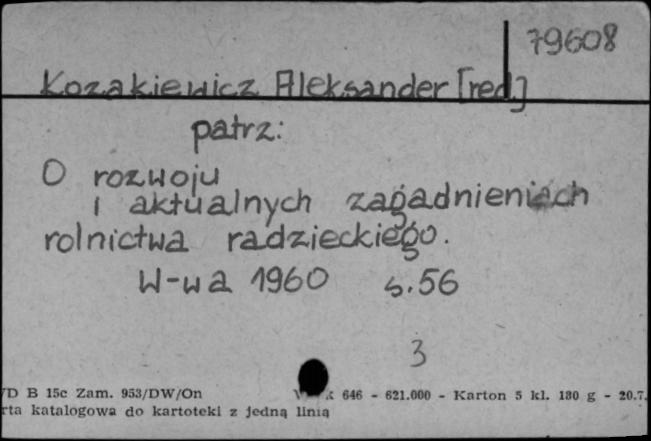 79608
Kozakiewicz Aleksander [red]
patrz:
O rozwoju
i aktualnych zagadnieniach
rolnictwa radzieckiego.
W-wa 1960 s.56
3
/D B 15c Zam. 953/DW/On 646 - 621.000 - Karton 5 kl. 180 g - 20.7.
rta katalogowa do kartoteki z jedną linią